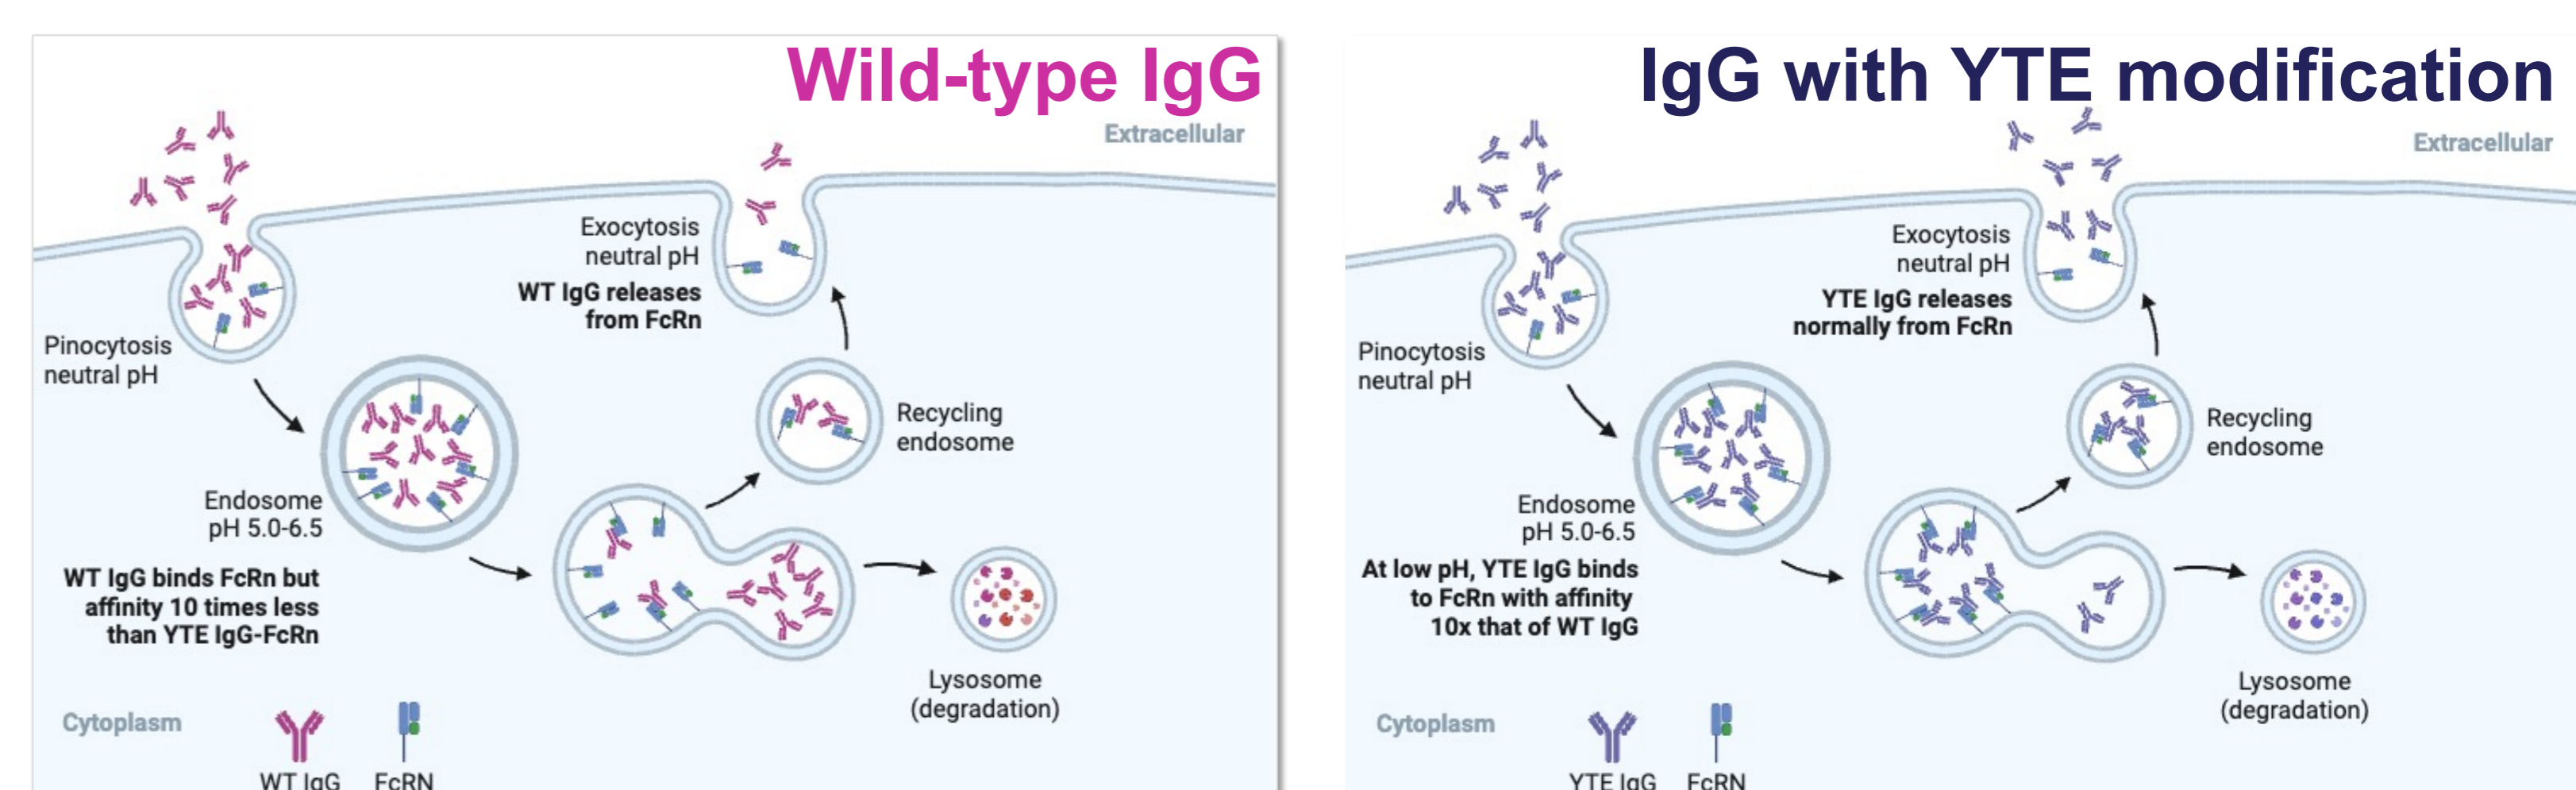 Wild-type IgG
Extracellular
Exocytosis
neutral pH
WT IgG releases
from FcRn
Pinocytosis
neutral pH
Recycling
endosome
Endosome
pH 5.0-6.5
WT IgG binds FcRn but
affinity 10 times less
than YTE IgG-FcRn
Lysosome
(degradation)
Cytoplasm
WT IgG
FcRN
IgG with YTE modification
Extracellular
Exocytosis
neutral pH
YTE IgG releases
normally from FcRn
Pinocytosis
neutral pH
Recycling
endosome
Endosome
pH 5.0-6.5
At low pH, YTE IgG binds
to FcRn with affinity
10x that of WT IgG
Lysosome
(degradation)
Cytoplasm
YTE IgG
FcRN